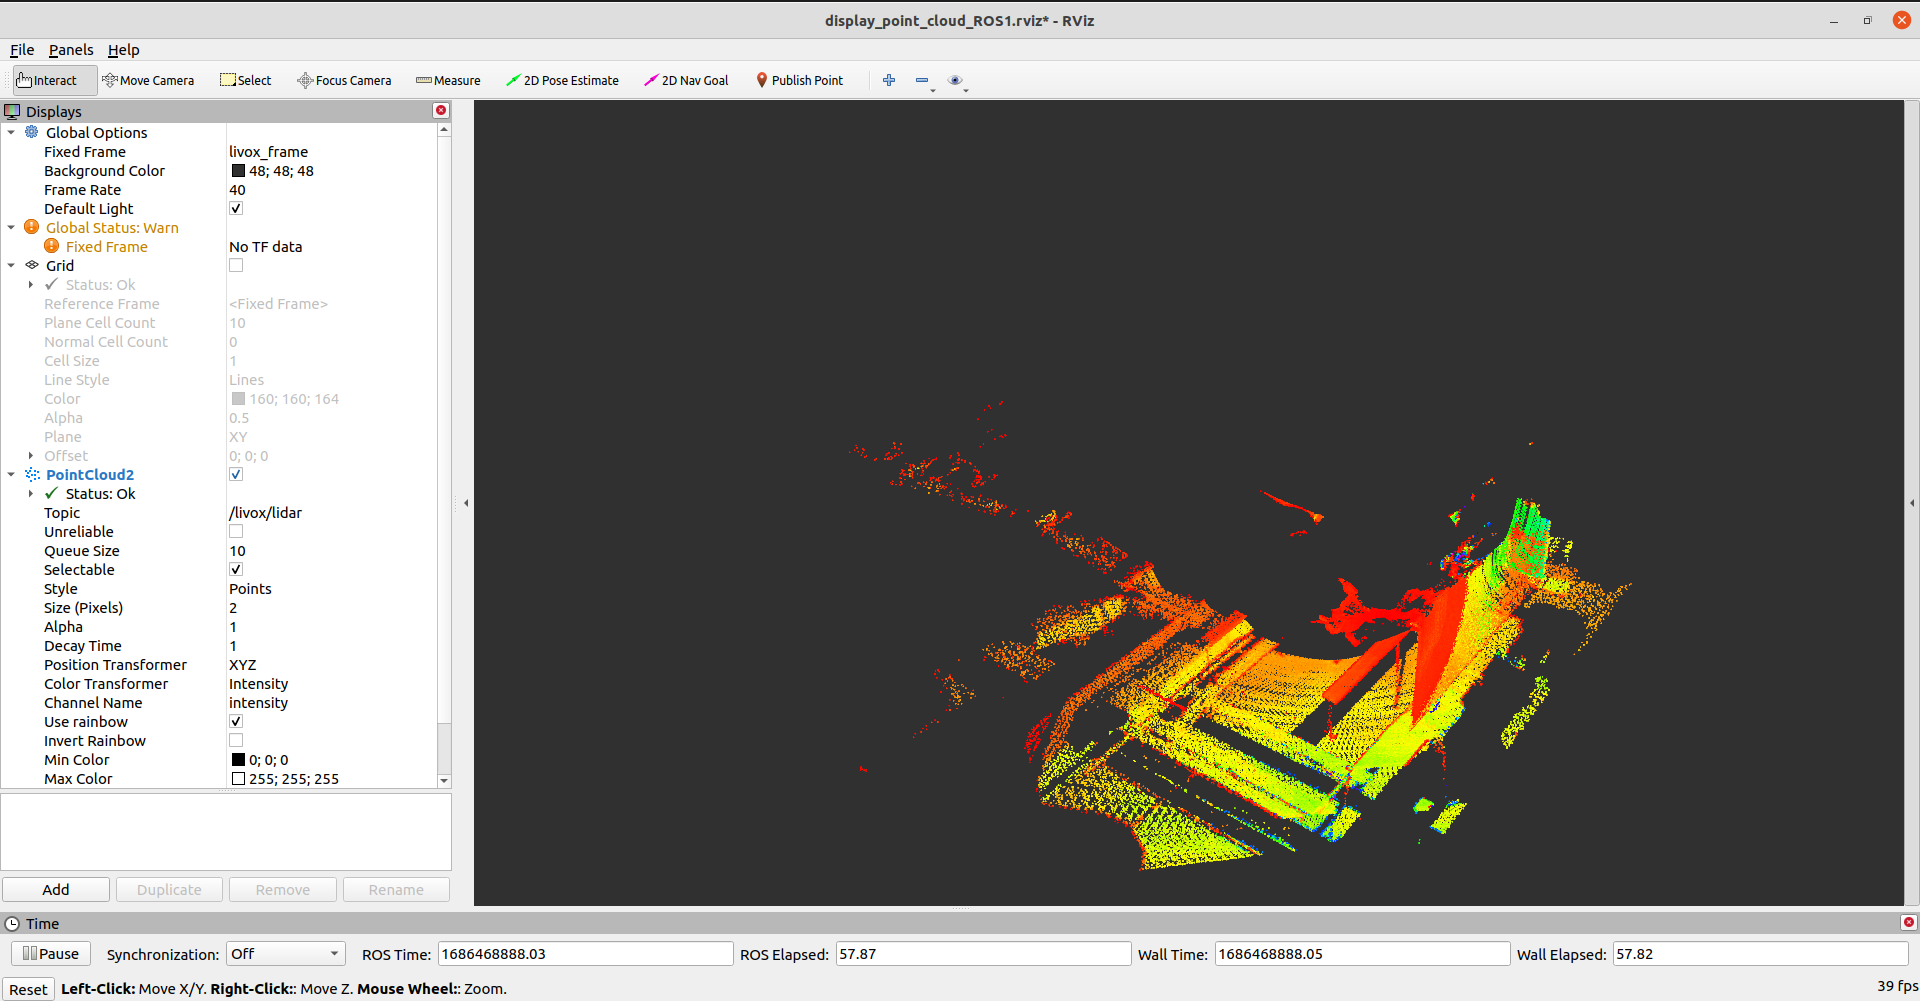 display_point_cloud_ROS1.rviz* - RViz
File Panels Help
Interact Move Camera Select Focus Camera Measure 2D Pose Estimate 2D Nav Goal Publish Point
Displays
Global Options
Fixed Frame livox_frame
Background Color 48; 48; 48
Frame Rate 40
Default Light
Global Status: Warn
Fixed Frame No TF data
Grid
Status: Ok
Reference Frame <Fixed Frame>
Plane Cell Count 10
Normal Cell Count 0
Cell Size 1
Line Style Lines
Color 160; 160; 164
Alpha 0.5
Plane XY
Offset 0; 0; 0
PointCloud2
Status: Ok
Topic /livox/lidar
Unreliable
Queue Size 10
Selectable
Style Points
Size (Pixels) 2
Alpha 1
Decay Time 1
Position Transformer XYZ
Color Transformer Intensity
Channel Name intensity
Use rainbow
Invert Rainbow
Min Color 0; 0; 0
Max Color 255; 255; 255
Add Duplicate Remove Rename
Time
Pause Synchronization: Off ROS Time: 1686468888.03 ROS Elapsed: 57.87 Wall Time: 1686468888.05 Wall Elapsed: 57.82
Reset Left-Click: Move X/Y. Right-Click:: Move Z. Mouse Wheel:: Zoom. 39 fps